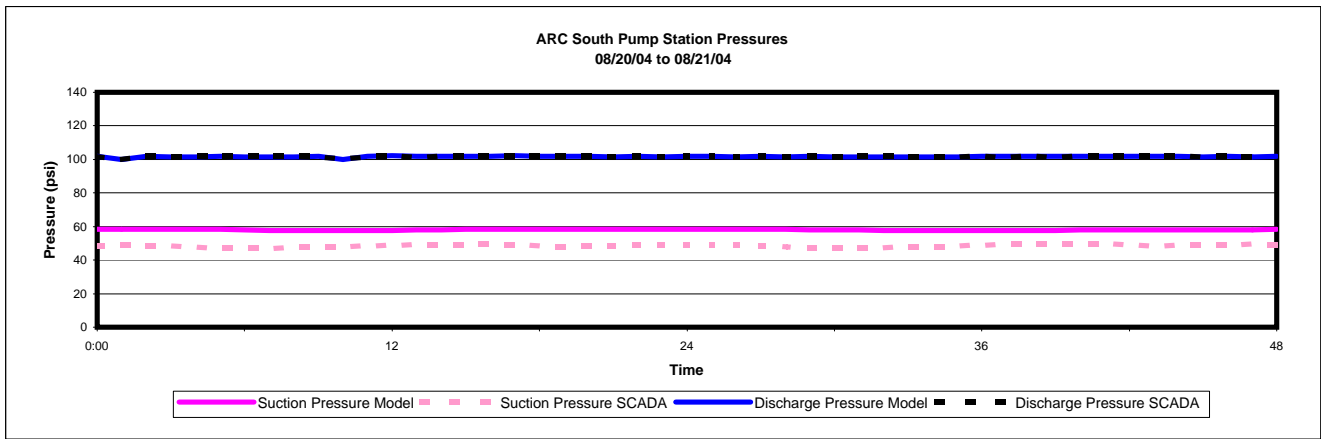 ARC South Pump Station Pressures
08/20/04 to 08/21/04
140
120
100
80
60
40
20
0
Pressure (psi)
0:00 12 24 36 48
Time
Suction Pressure Model Suction Pressure SCADA Discharge Pressure Model Discharge Pressure SCADA